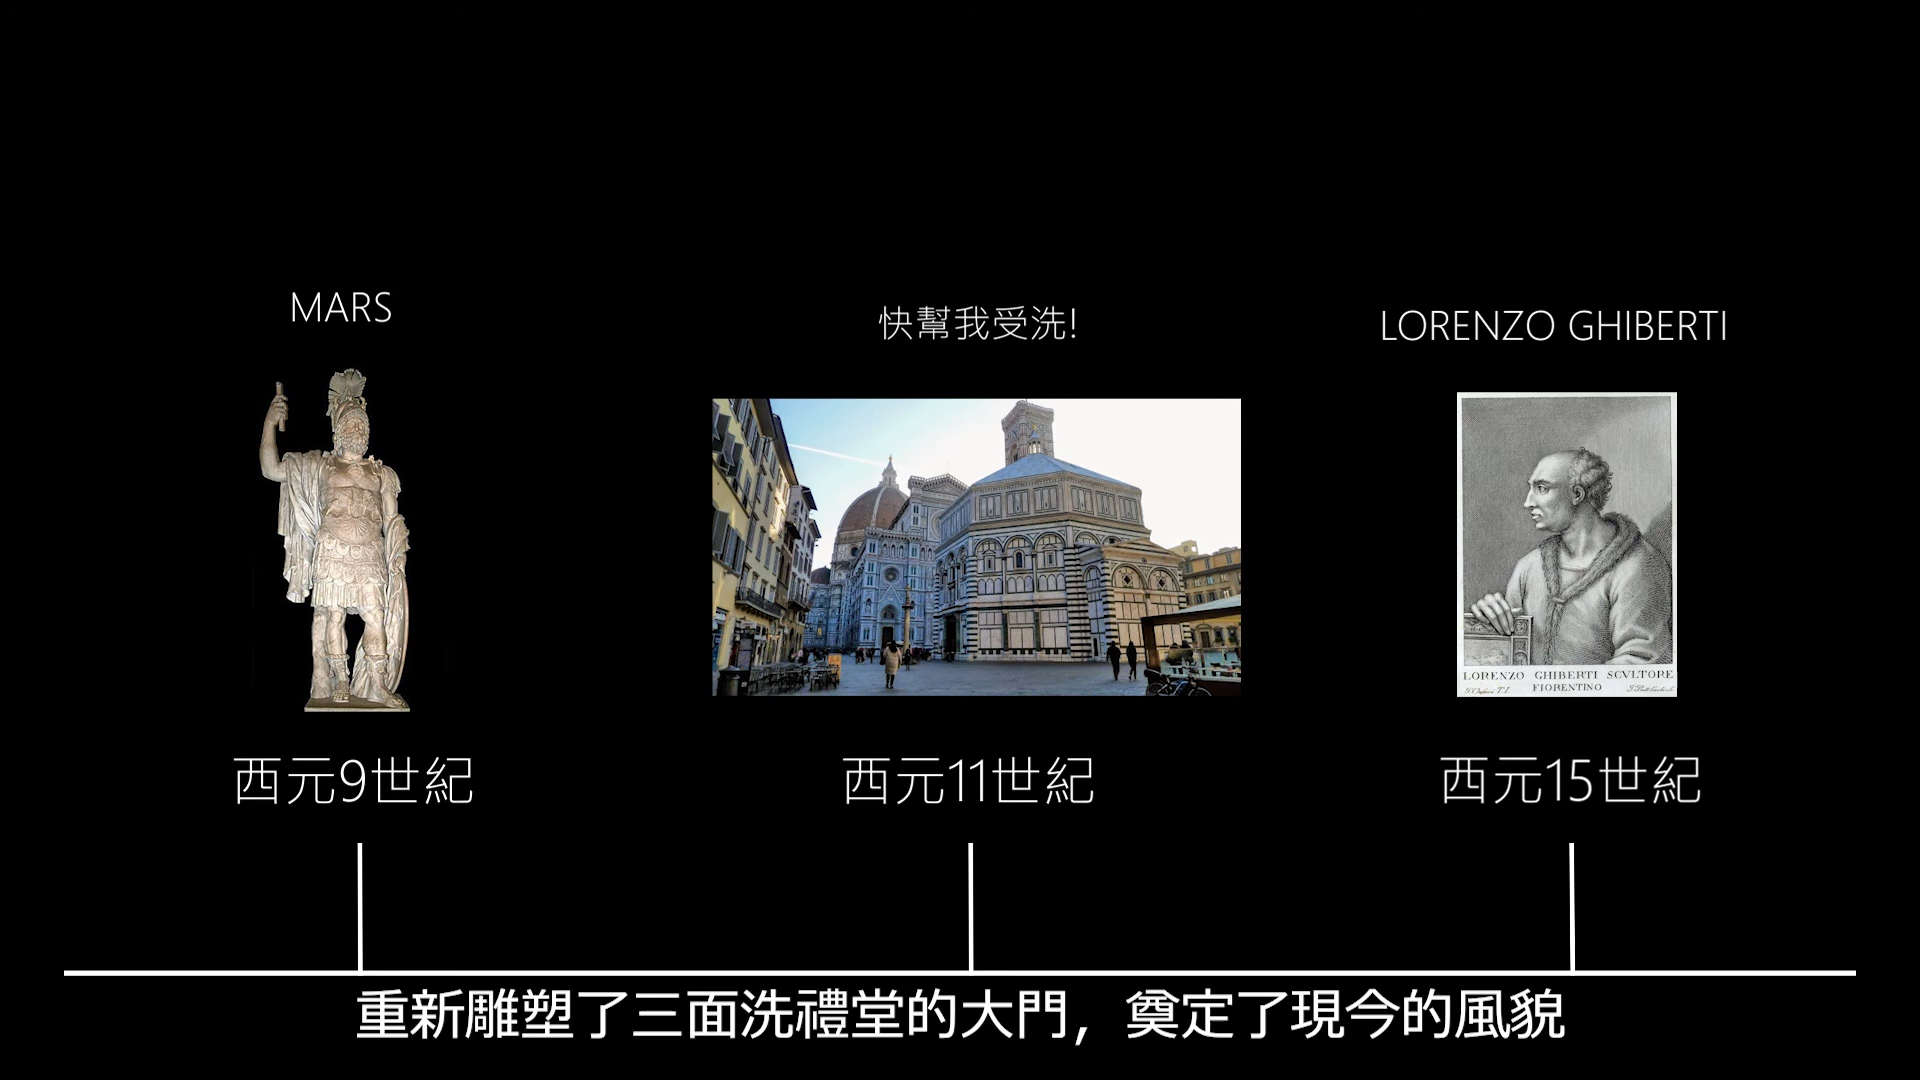 MARS
快幫我受洗!
LORENZO GHIBERTI
LORENZO GHIBERTI SCVLTORE
FIORENTINO
西元9世紀
西元11世紀
西元15世紀
重新雕塑了三面洗禮堂的大門，奠定了現今的風貌